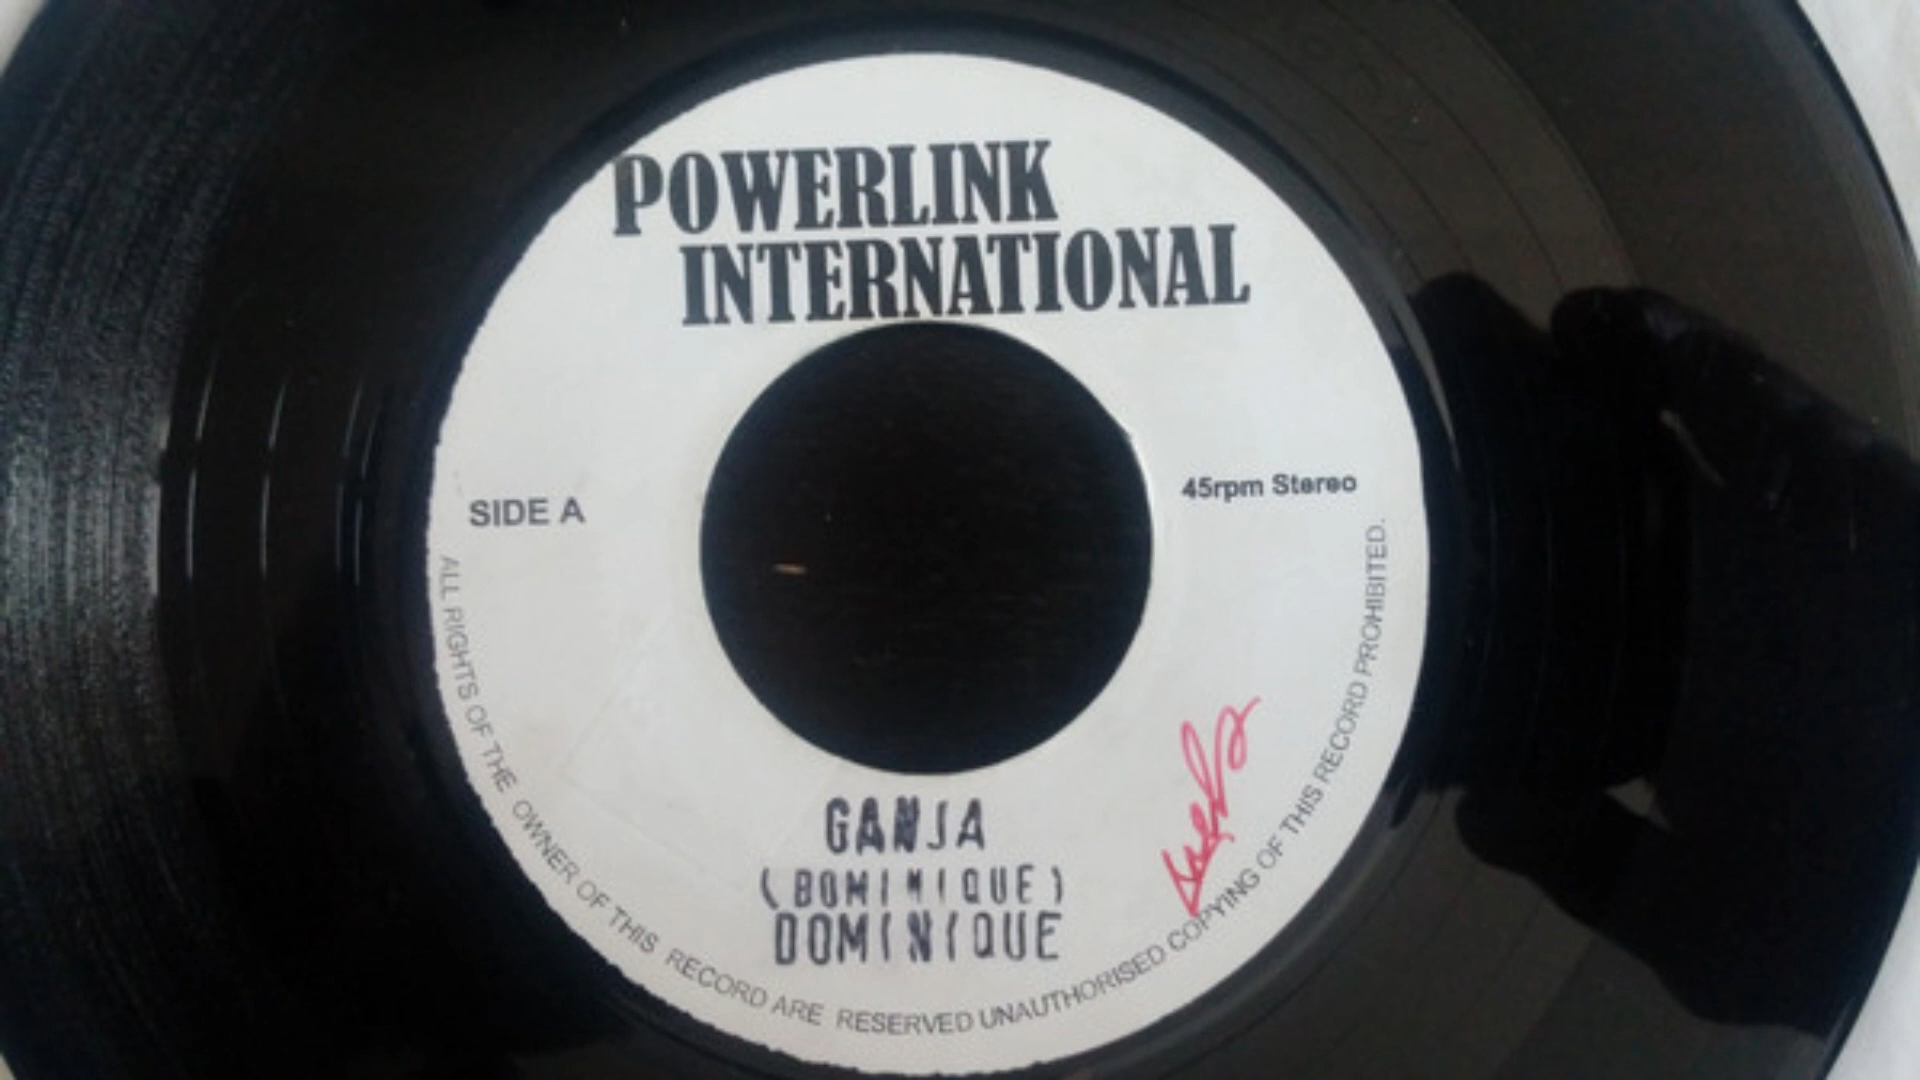 POWERLINK
INTERNATIONAL
SIDE A
45rpm Stereo
GANJA
(DOMINIQUE)
DOMINIQUE
ALL RIGHTS OF THE OWNER OF THIS RECORD ARE RESERVED UNAUTHORISED COPYING OF THIS RECORD PROHIBITED.